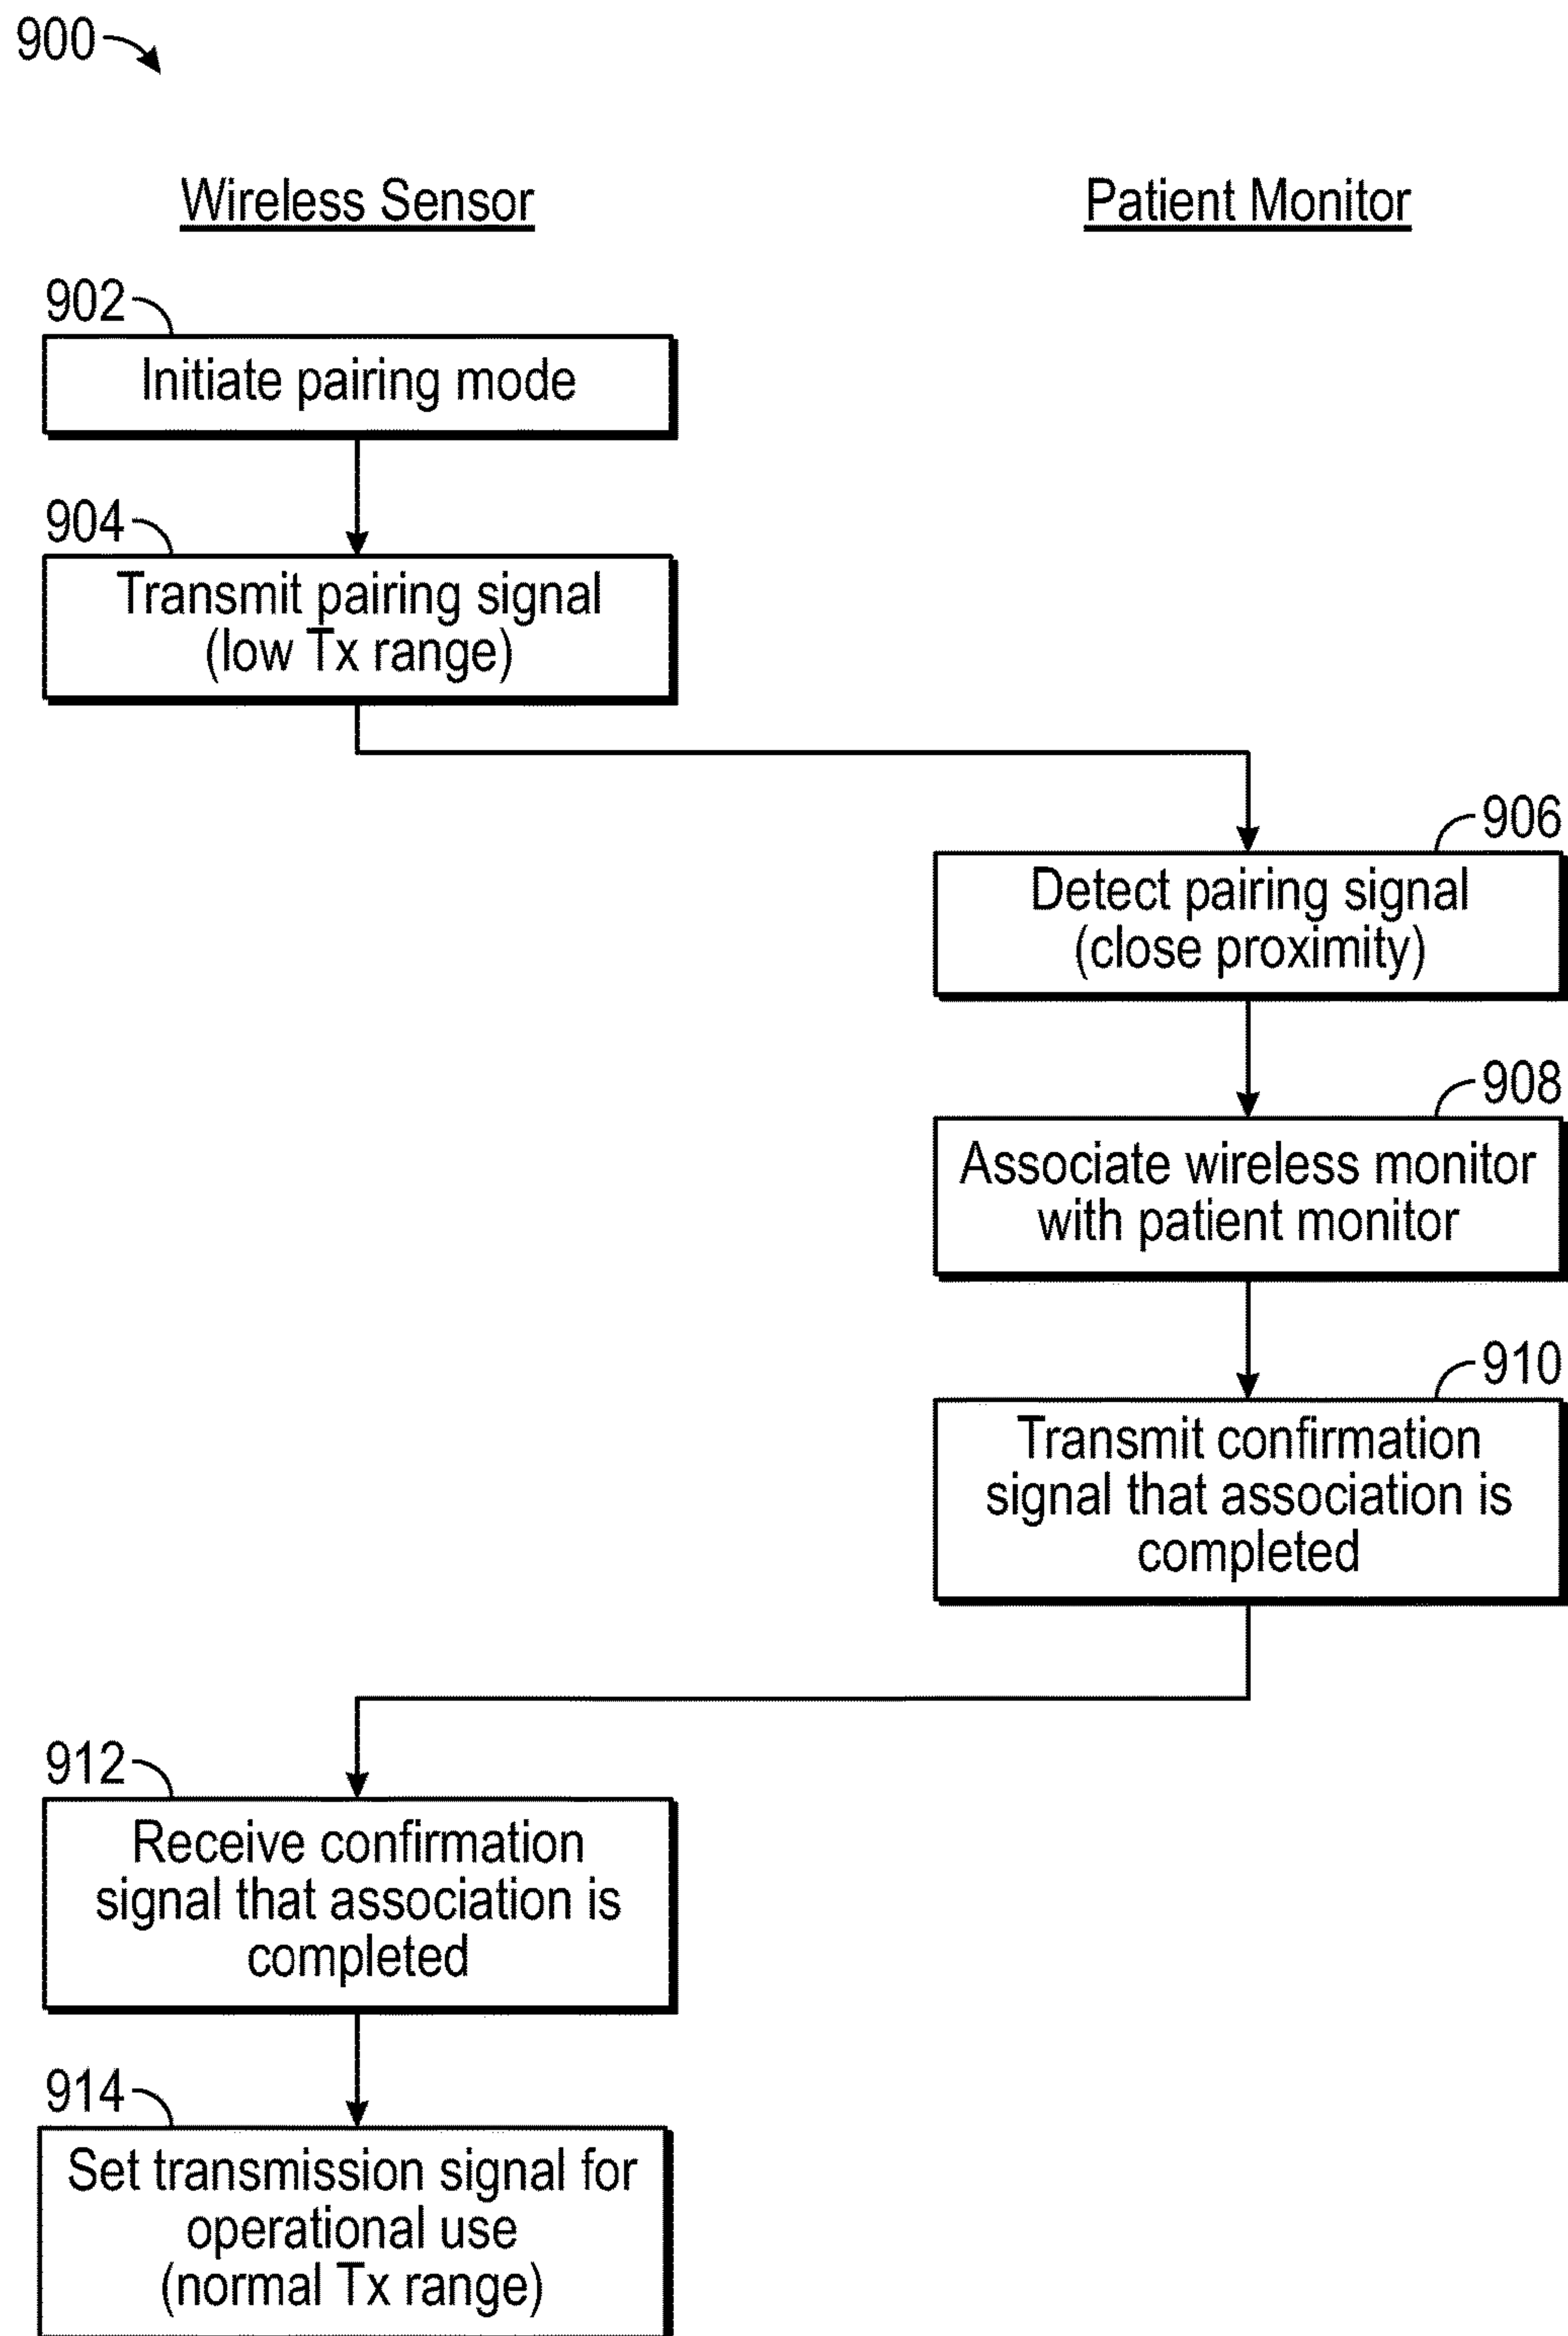 900
Wireless Sensor
Patient Monitor
902
Initiate pairing mode
904
Transmit pairing signal
(low Tx range)
906
Detect pairing signal
(close proximity)
908
Associate wireless monitor
with patient monitor
910
Transmit confirmation
signal that association is
completed
912
Receive confirmation
signal that association is
completed
914
Set transmission signal for
operational use
(normal Tx range)